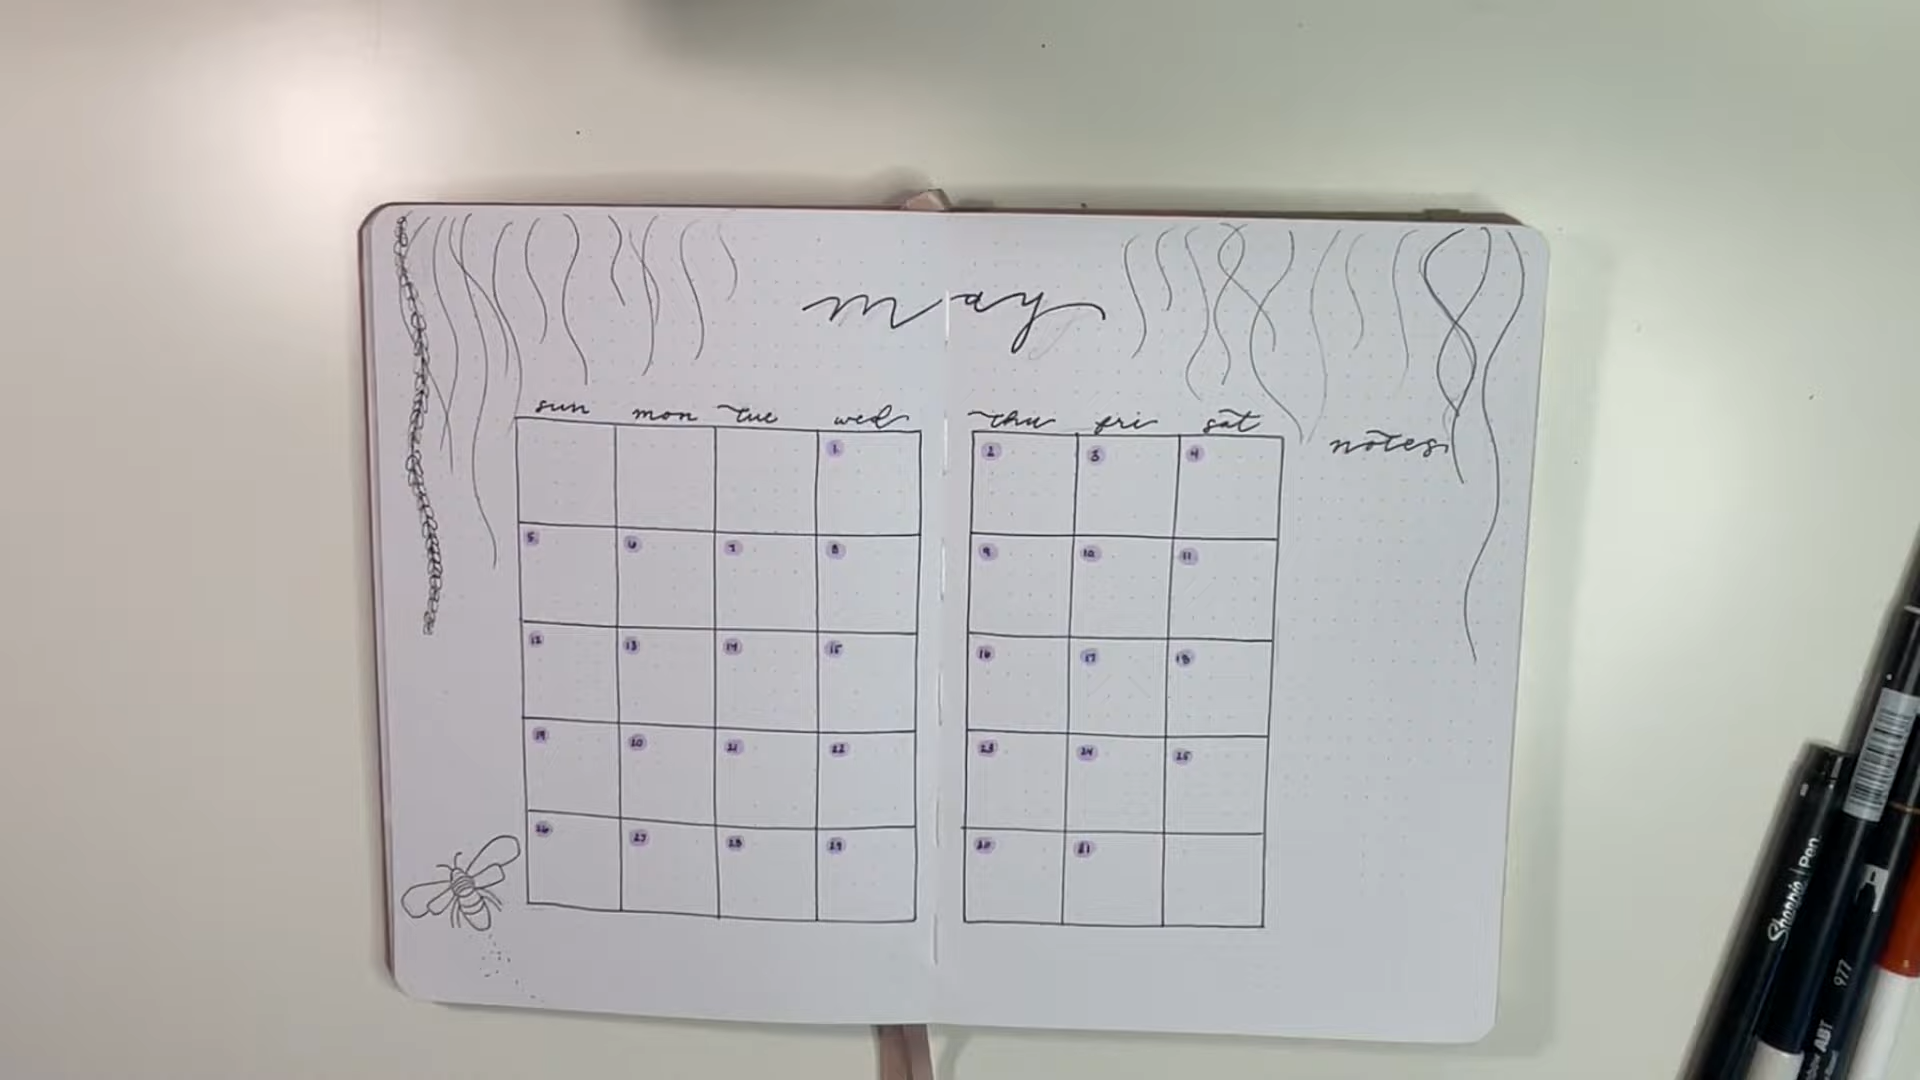 may
sun mon tue wed thu fri sat
notes
1 2 3 4
5 6 7 8 9 10 11
12 13 14 15 16 17 18
19 20 21 22 23 24 25
26 27 28 29 30 31
Sharpie | Pen.
ABT
977